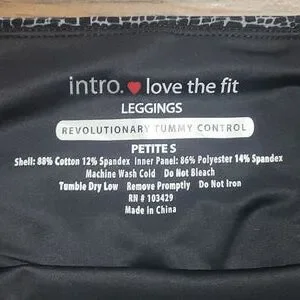 intro.♥love the fit
LEGGINGS
REVOLUTIONARY TUMMY CONTROL
PETITE S
Shell: 88% Cotton 12% Spandex Inner Panel: 86% Polyester 14% Spandex
Machine Wash Cold Do Not Bleach
Tumble Dry Low Remove Promptly Do Not Iron
RN # 103429
Made in China